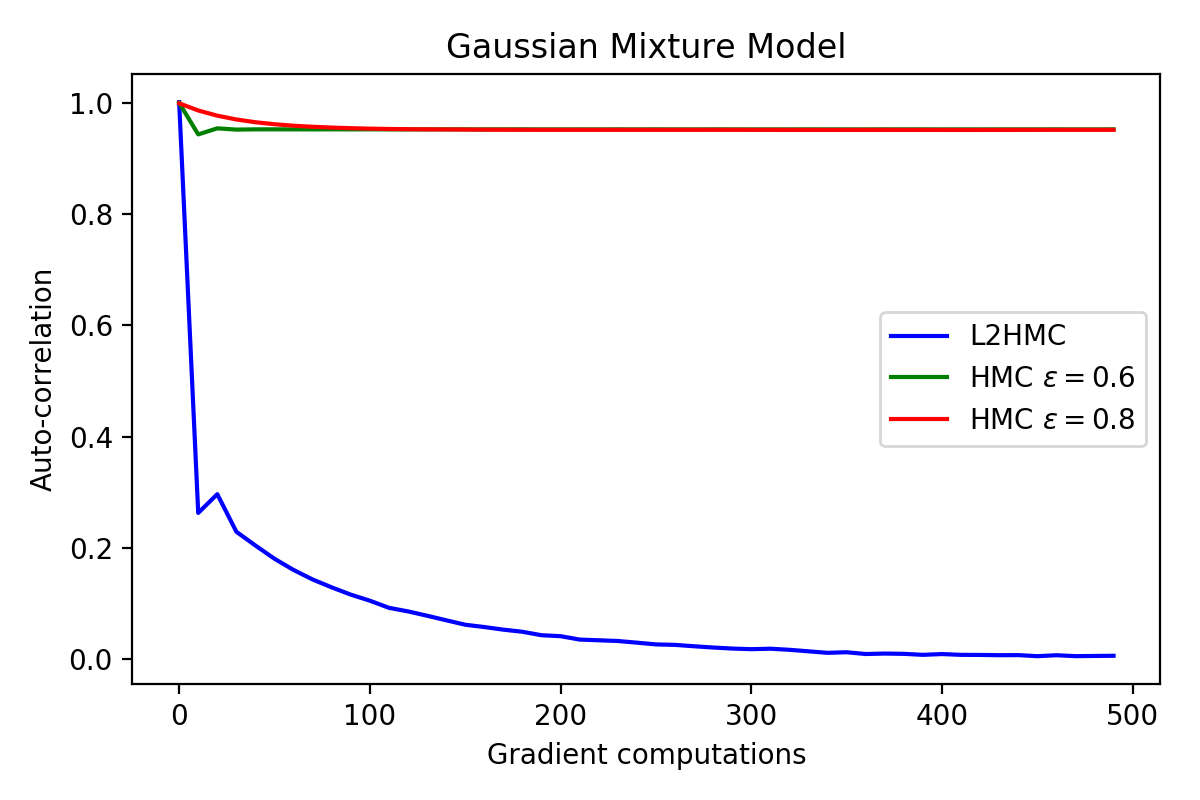 Gaussian Mixture Model
1.0
0.8
0.6
0.4
0.2
0.0
Auto-correlation
L2HMC
HMC ε = 0.6
HMC ε = 0.8
0 100 200 300 400 500
Gradient computations